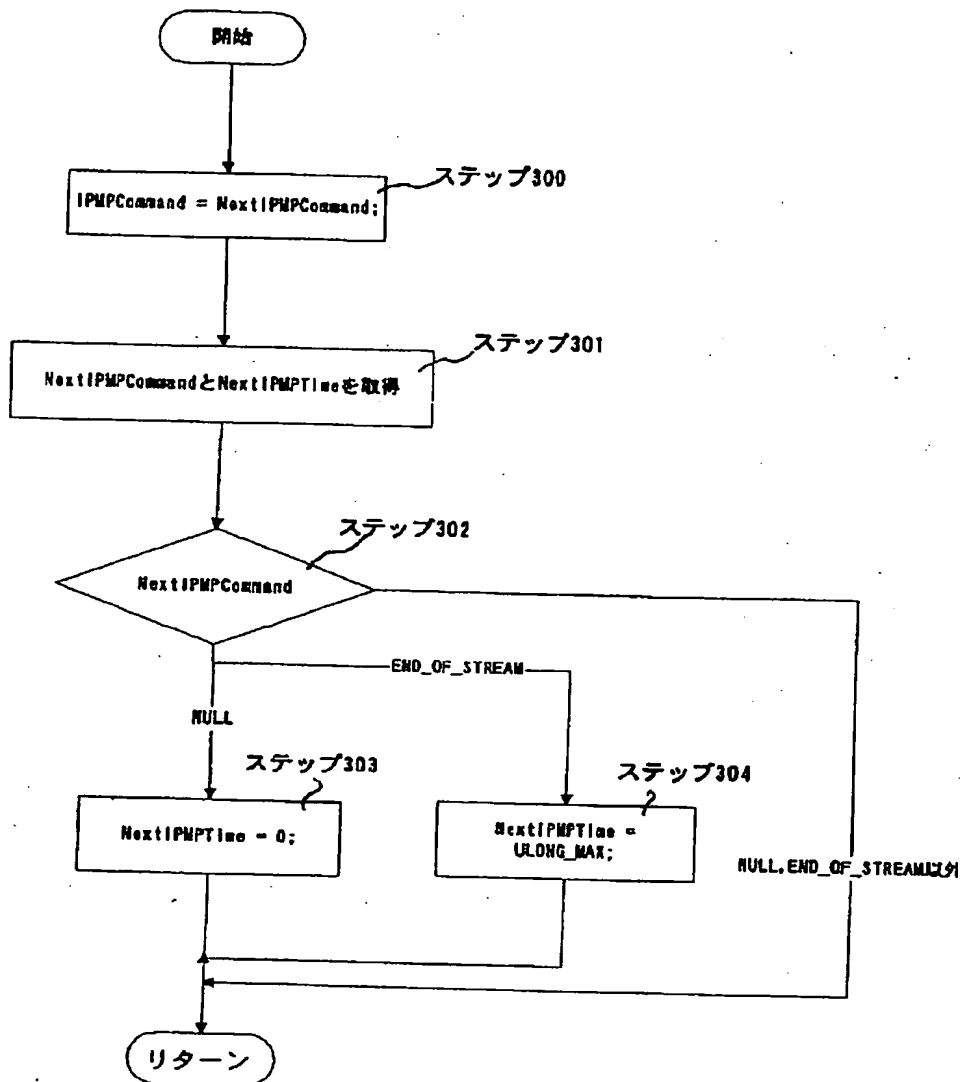 開始
ステップ300
IPMPCommand = NextIPMPCommand;
ステップ301
NextIPMPCommandとNextIPMPTimeを取得
ステップ302
NextIPMPCommand
END_OF_STREAM
NULL
ステップ303
ステップ304
NextIPMPTime = 0;
NextIPMPTime =
ULONG_MAX;
NULL,END_OF_STREAM以外
リターン